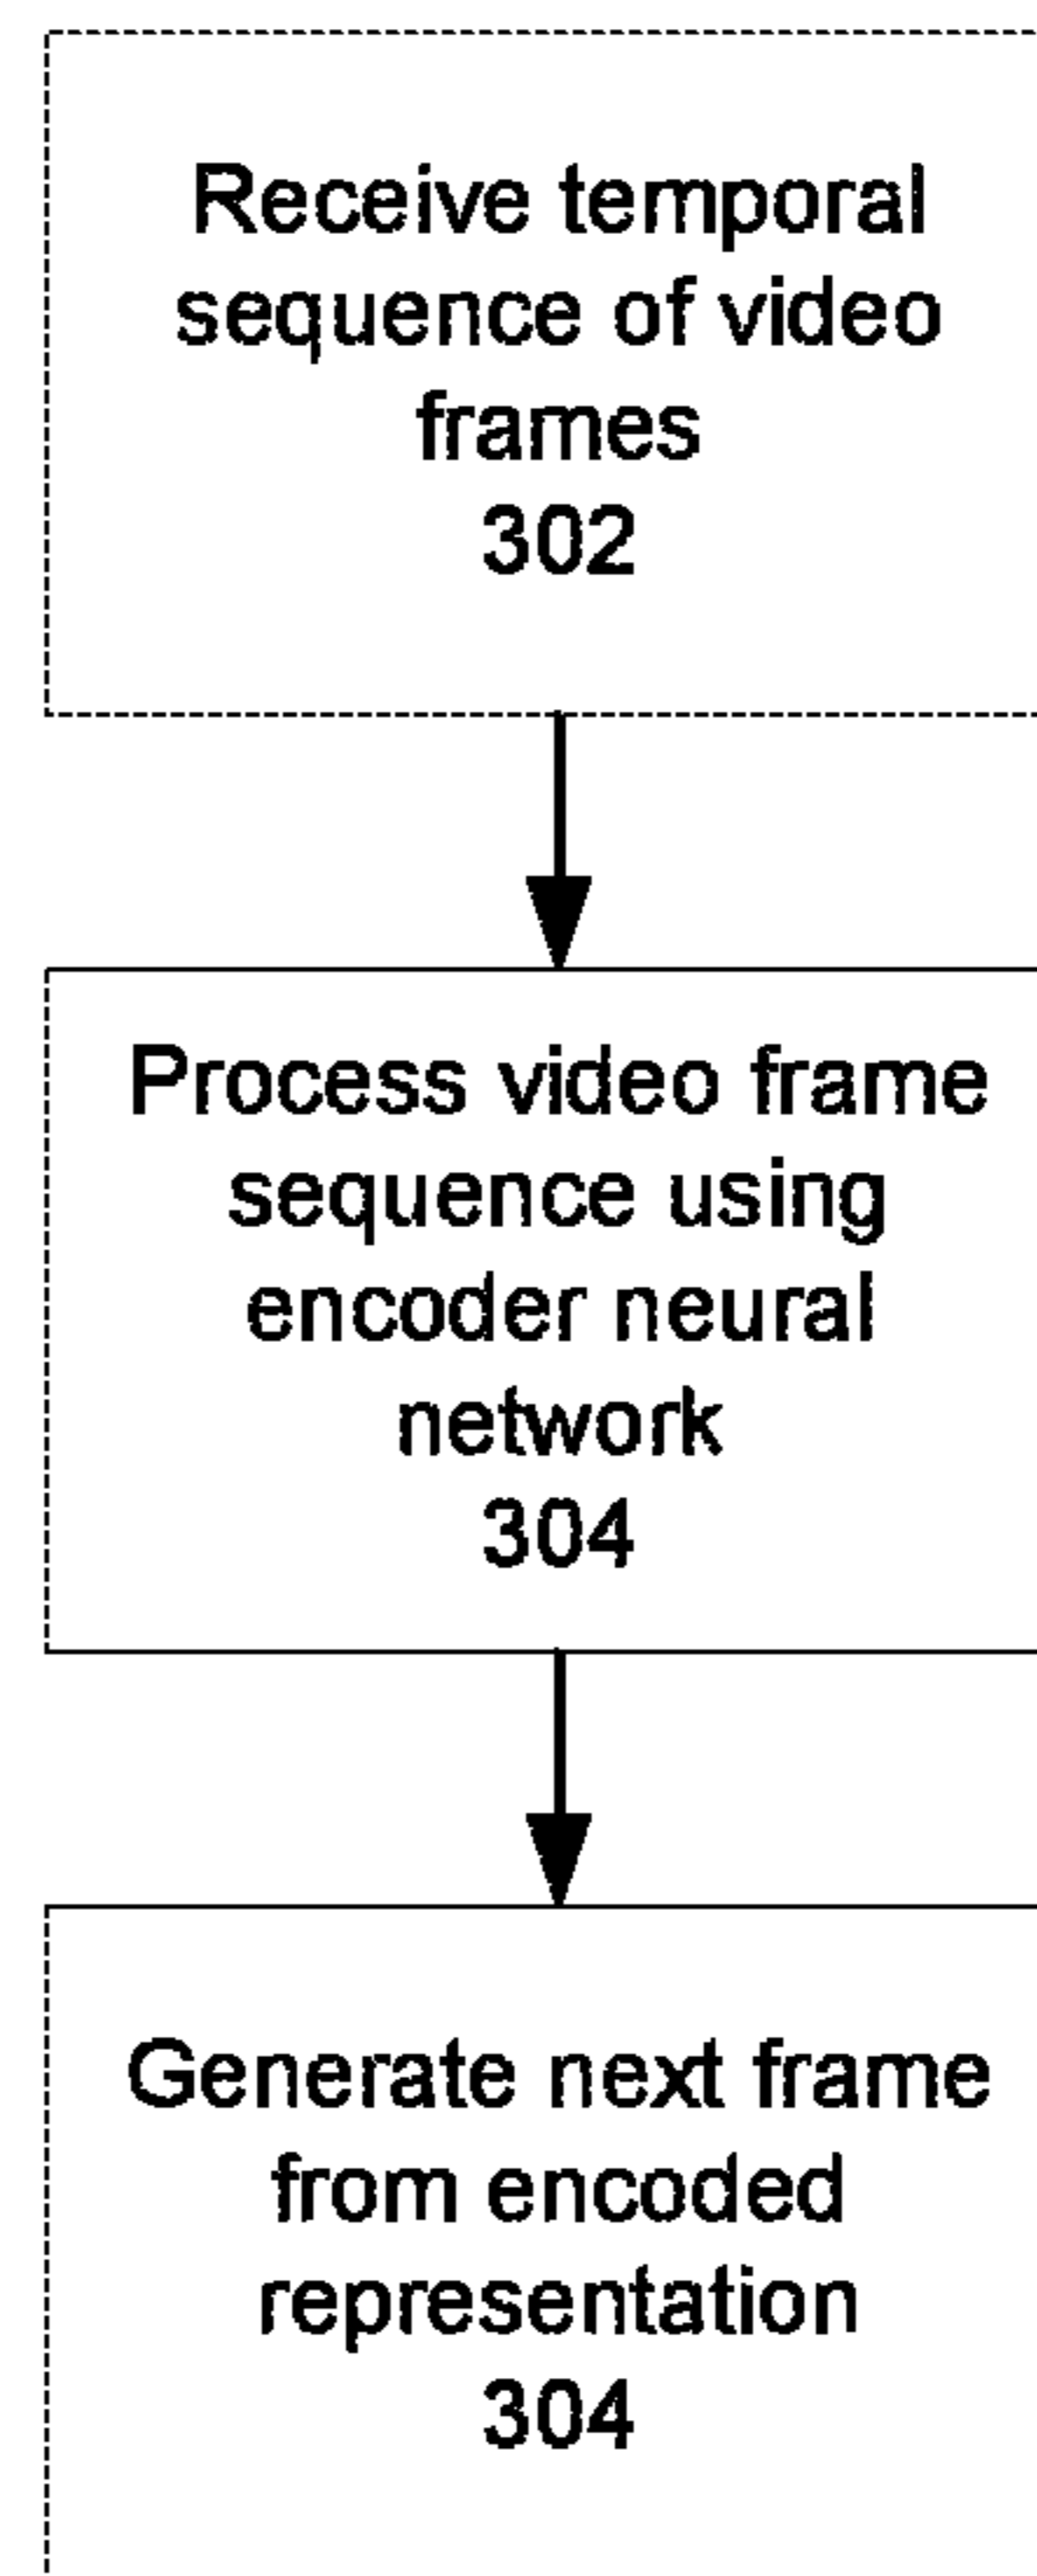 Receive temporal
sequence of video
frames
302
Process video frame
sequence using
encoder neural
network
304
Generate next frame
from encoded
representation
304